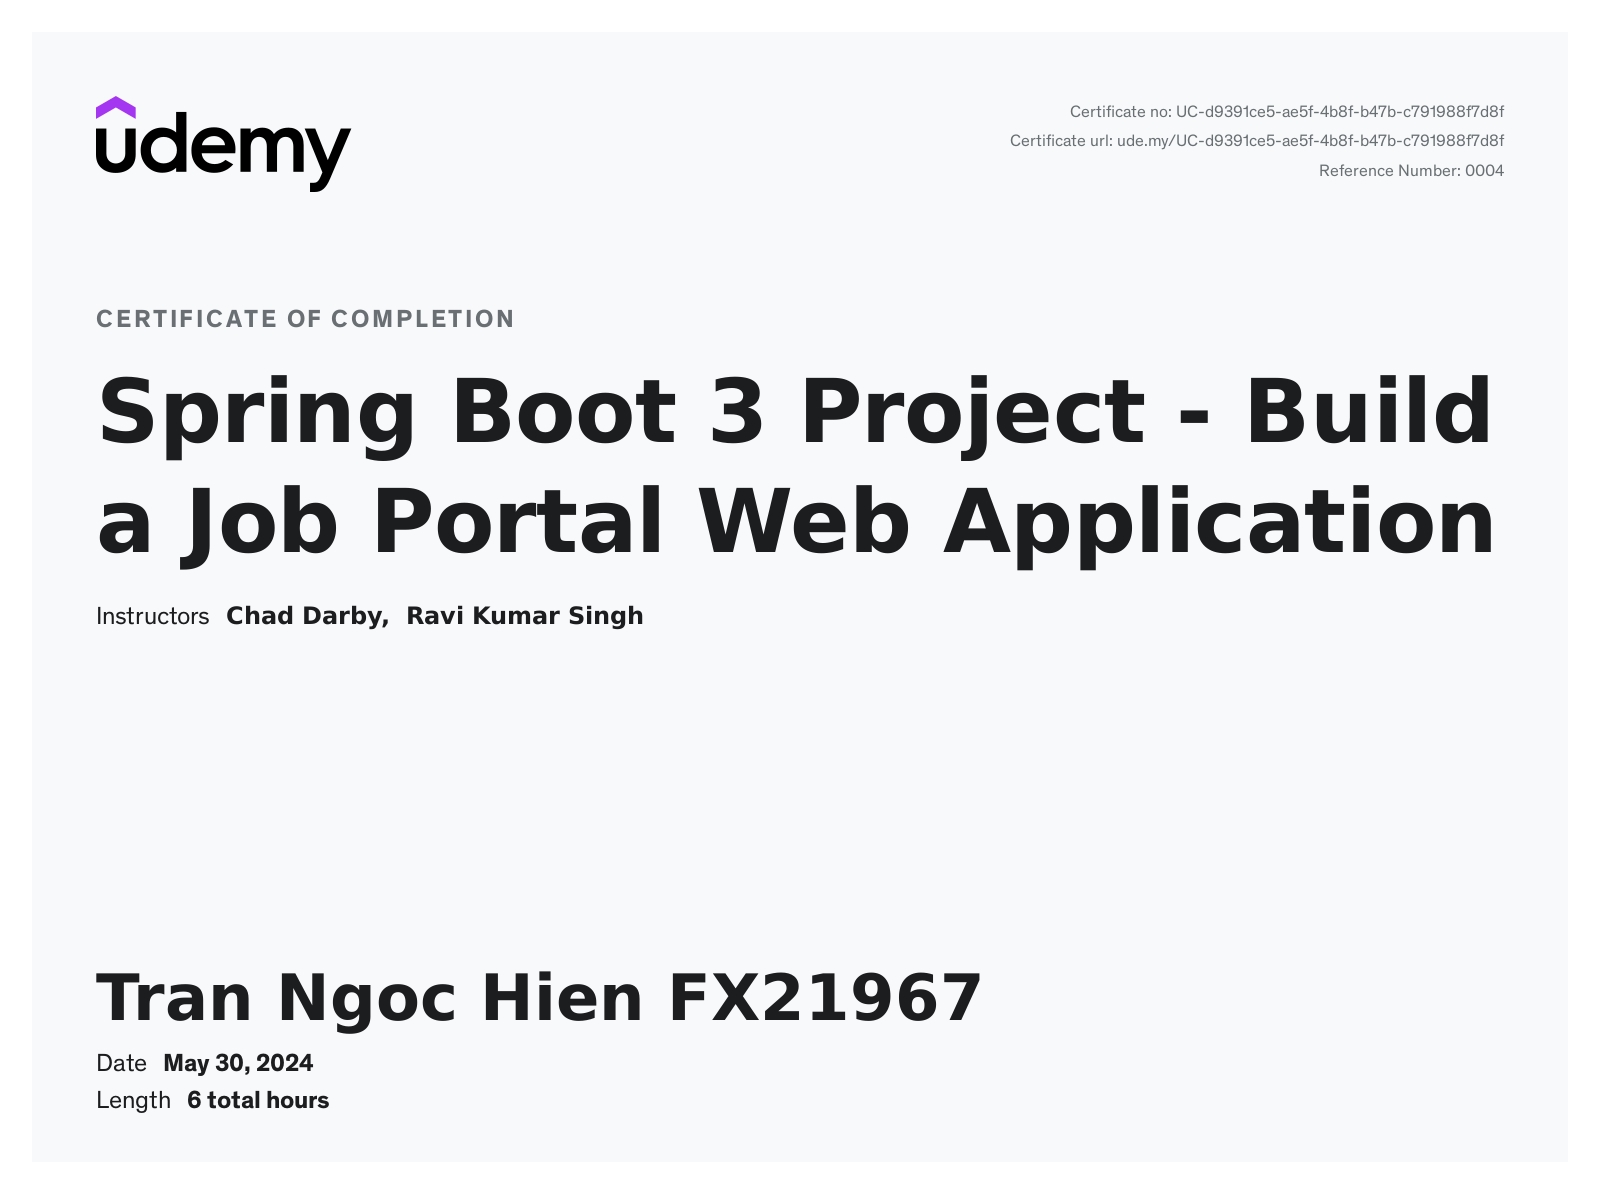 udemy
Certificate no: UC-d9391ce5-ae5f-4b8f-b47b-c791988f7d8f
Certificate url: ude.my/UC-d9391ce5-ae5f-4b8f-b47b-c791988f7d8f
Reference Number: 0004
CERTIFICATE OF COMPLETION
Spring Boot 3 Project - Build
a Job Portal Web Application
Instructors Chad Darby, Ravi Kumar Singh
Tran Ngoc Hien FX21967
Date May 30, 2024
Length 6 total hours